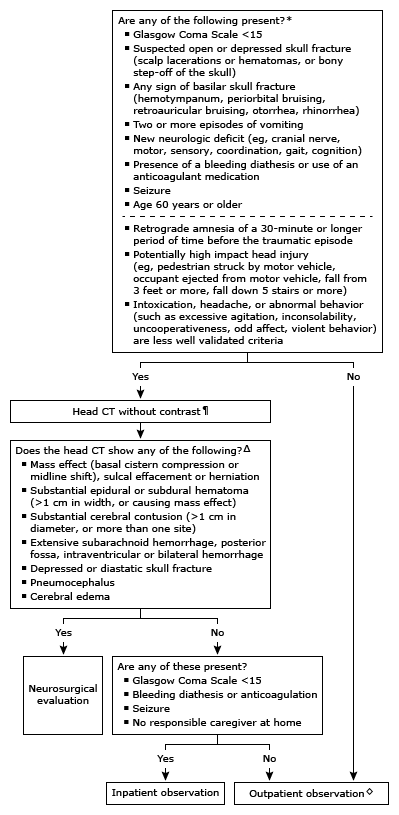 Are any of the following present?*
▪ Glasgow Coma Scale <15
▪ Suspected open or depressed skull fracture
(scalp lacerations or hematomas, or bony
step-off of the skull)
▪ Any sign of basilar skull fracture
(hemotympanum, periorbital bruising,
retroauricular bruising, otorrhea, rhinorrhea)
▪ Two or more episodes of vomiting
▪ New neurologic deficit (eg, cranial nerve,
motor, sensory, coordination, gait, cognition)
▪ Presence of a bleeding diathesis or use of an
anticoagulant medication
▪ Seizure
▪ Age 60 years or older
▪ Retrograde amnesia of a 30-minute or longer
period of time before the traumatic episode
▪ Potentially high impact head injury
(eg, pedestrian struck by motor vehicle,
occupant ejected from motor vehicle, fall from
3 feet or more, fall down 5 stairs or more)
▪ Intoxication, headache, or abnormal behavior
(such as excessive agitation, inconsolability,
uncooperativeness, odd affect, violent behavior)
are less well validated criteria
Yes
No
Head CT without contrast¶
Does the head CT show any of the following?Δ
▪ Mass effect (basal cistern compression or
midline shift), sulcal effacement or herniation
▪ Substantial epidural or subdural hematoma
(>1 cm in width, or causing mass effect)
▪ Substantial cerebral contusion (>1 cm in
diameter, or more than one site)
▪ Extensive subarachnoid hemorrhage, posterior
fossa, intraventricular or bilateral hemorrhage
▪ Depressed or diastatic skull fracture
▪ Pneumocephalus
▪ Cerebral edema
Yes
No
Neurosurgical
evaluation
Are any of these present?
▪ Glasgow Coma Scale <15
▪ Bleeding diathesis or anticoagulation
▪ Seizure
▪ No responsible caregiver at home
Yes
No
Inpatient observation
Outpatient observation◇